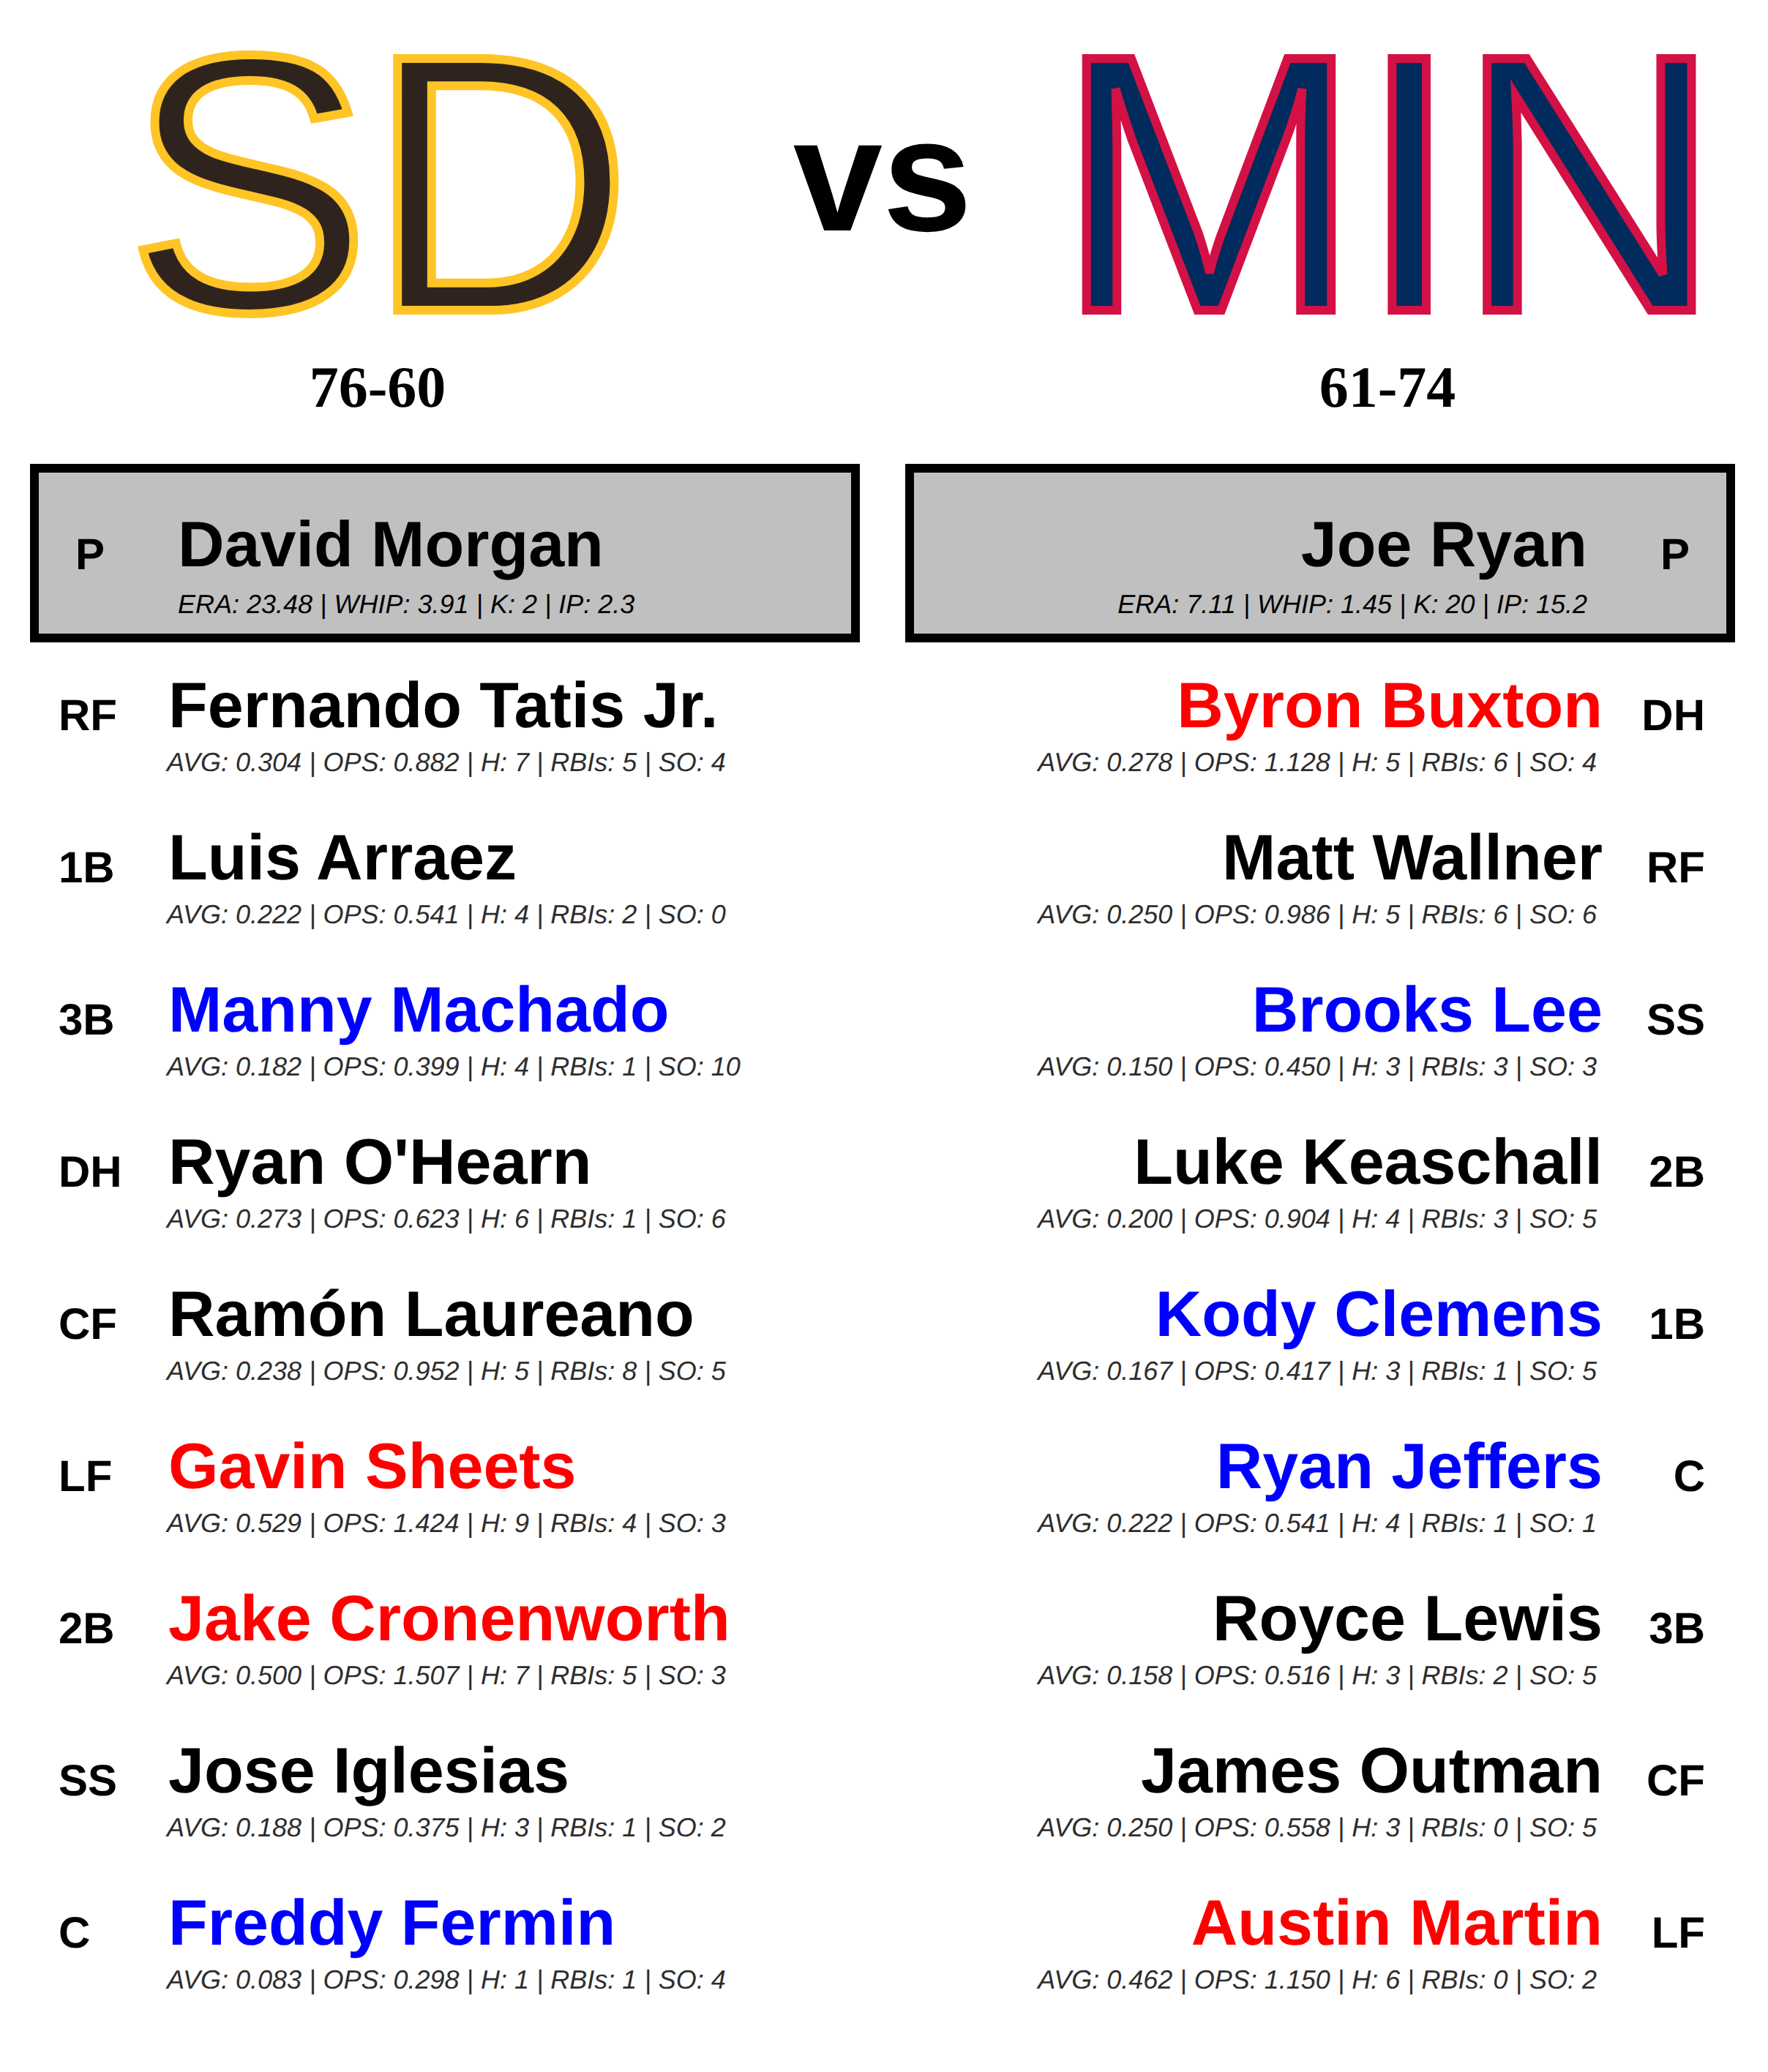 SD vs MIN
76-60
61-74
P David Morgan
ERA: 23.48 | WHIP: 3.91 | K: 2 | IP: 2.3
Joe Ryan P
ERA: 7.11 | WHIP: 1.45 | K: 20 | IP: 15.2
RF Fernando Tatis Jr.
AVG: 0.304 | OPS: 0.882 | H: 7 | RBIs: 5 | SO: 4
1B Luis Arraez
AVG: 0.222 | OPS: 0.541 | H: 4 | RBIs: 2 | SO: 0
3B Manny Machado
AVG: 0.182 | OPS: 0.399 | H: 4 | RBIs: 1 | SO: 10
DH Ryan O'Hearn
AVG: 0.273 | OPS: 0.623 | H: 6 | RBIs: 1 | SO: 6
CF Ramón Laureano
AVG: 0.238 | OPS: 0.952 | H: 5 | RBIs: 8 | SO: 5
LF Gavin Sheets
AVG: 0.529 | OPS: 1.424 | H: 9 | RBIs: 4 | SO: 3
2B Jake Cronenworth
AVG: 0.500 | OPS: 1.507 | H: 7 | RBIs: 5 | SO: 3
SS Jose Iglesias
AVG: 0.188 | OPS: 0.375 | H: 3 | RBIs: 1 | SO: 2
C Freddy Fermin
AVG: 0.083 | OPS: 0.298 | H: 1 | RBIs: 1 | SO: 4
Byron Buxton DH
AVG: 0.278 | OPS: 1.128 | H: 5 | RBIs: 6 | SO: 4
Matt Wallner RF
AVG: 0.250 | OPS: 0.986 | H: 5 | RBIs: 6 | SO: 6
Brooks Lee SS
AVG: 0.150 | OPS: 0.450 | H: 3 | RBIs: 3 | SO: 3
Luke Keaschall 2B
AVG: 0.200 | OPS: 0.904 | H: 4 | RBIs: 3 | SO: 5
Kody Clemens 1B
AVG: 0.167 | OPS: 0.417 | H: 3 | RBIs: 1 | SO: 5
Ryan Jeffers C
AVG: 0.222 | OPS: 0.541 | H: 4 | RBIs: 1 | SO: 1
Royce Lewis 3B
AVG: 0.158 | OPS: 0.516 | H: 3 | RBIs: 2 | SO: 5
James Outman CF
AVG: 0.250 | OPS: 0.558 | H: 3 | RBIs: 0 | SO: 5
Austin Martin LF
AVG: 0.462 | OPS: 1.150 | H: 6 | RBIs: 0 | SO: 2